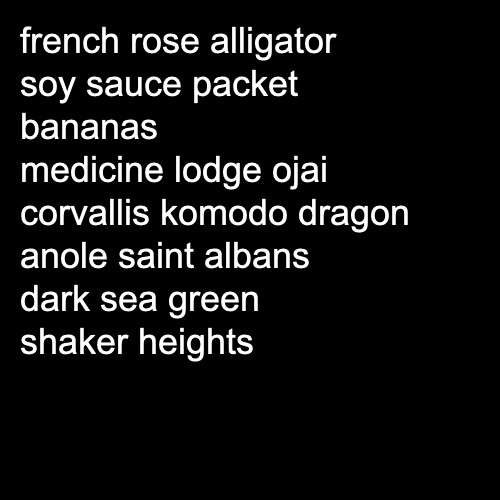 french rose alligator
soy sauce packet
bananas
medicine lodge ojai
corvallis komodo dragon
anole saint albans
dark sea green
shaker heights